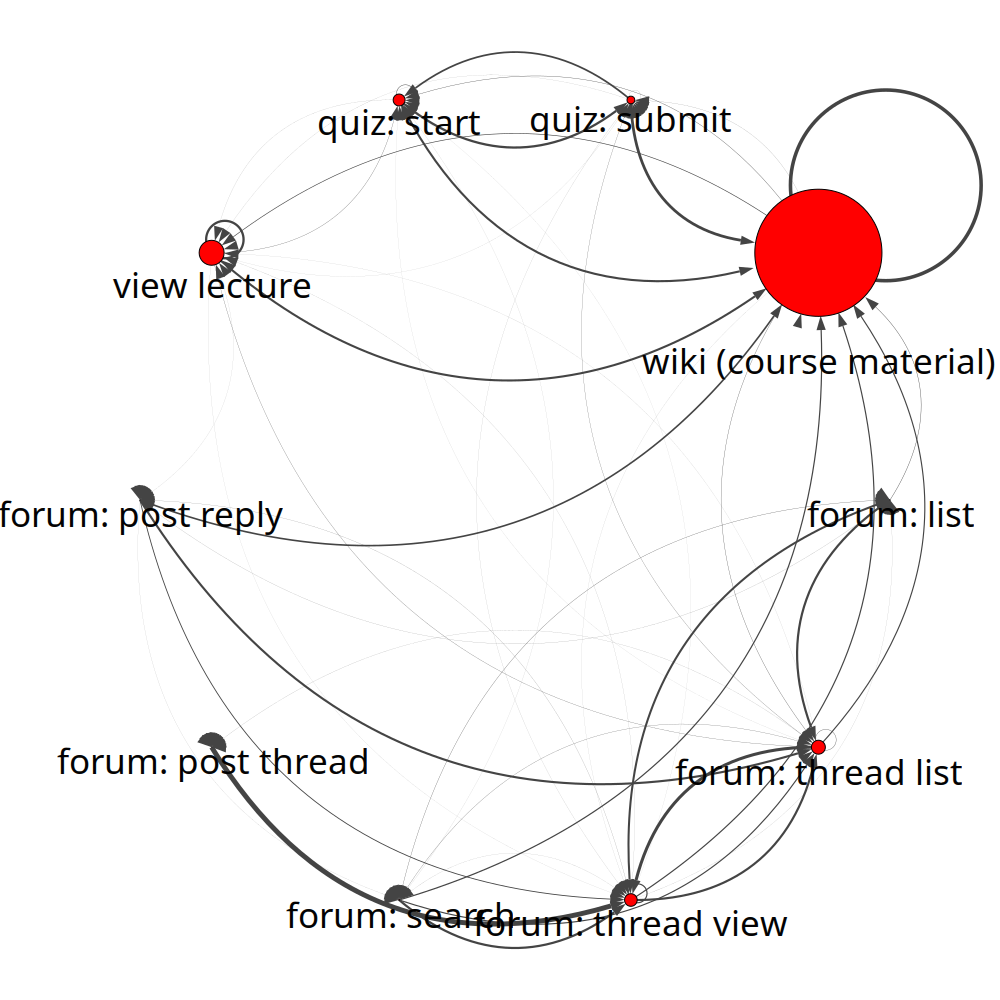 quiz: start
quiz: submit
view lecture
wiki (course material)
forum: post reply
forum: list
forum: post thread
forum: thread list
forum: search
forum: thread view